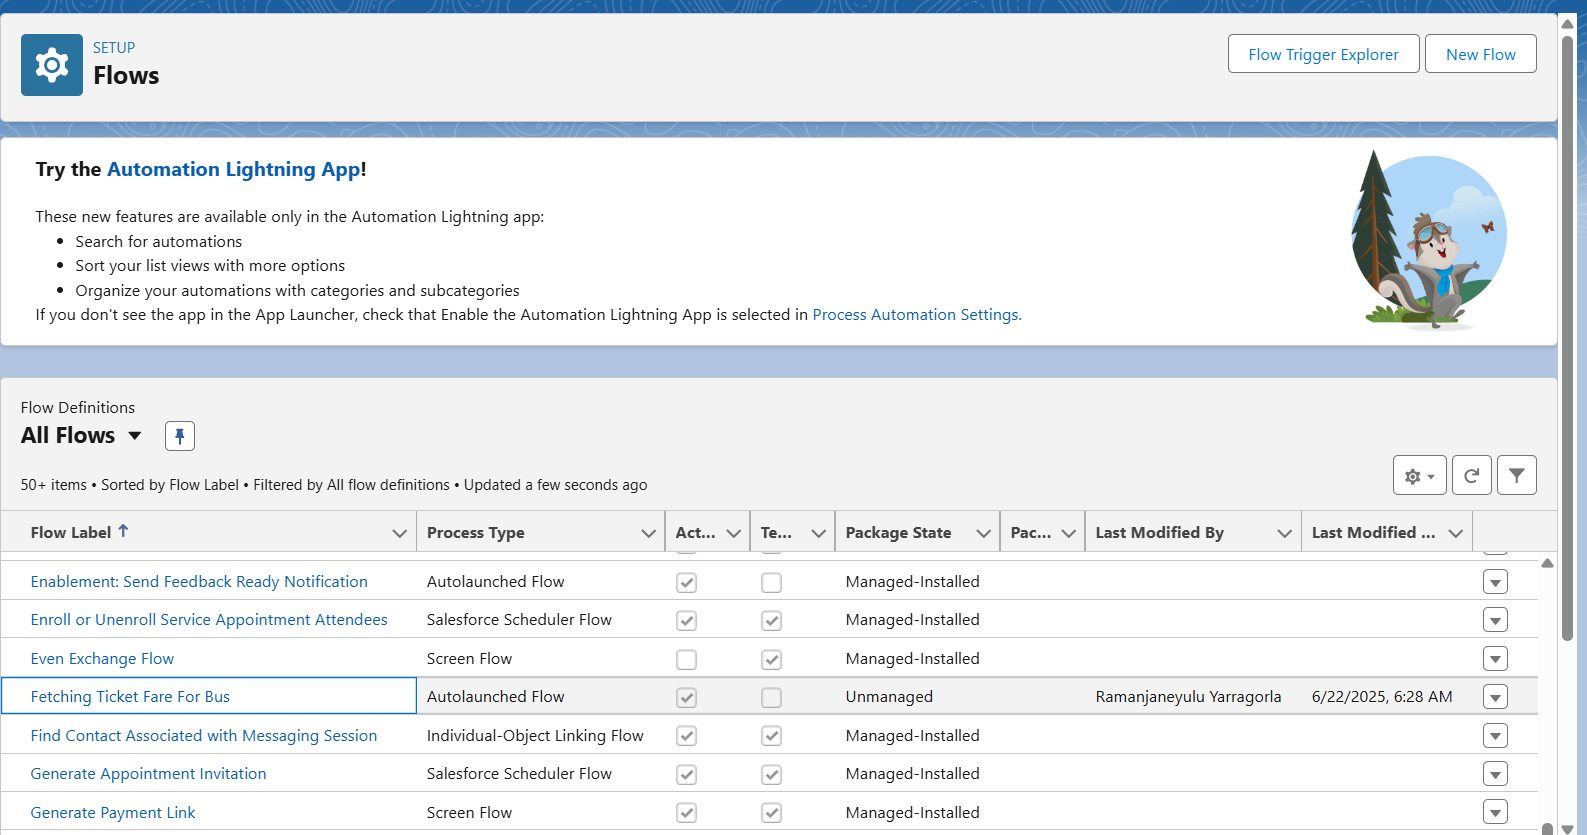 SETUP
Flows
Flow Trigger Explorer
New Flow
Try the Automation Lightning App!
These new features are available only in the Automation Lightning app:
• Search for automations
• Sort your list views with more options
• Organize your automations with categories and subcategories
If you don't see the app in the App Launcher, check that Enable the Automation Lightning App is selected in Process Automation Settings.
Flow Definitions
All Flows
50+ items • Sorted by Flow Label • Filtered by All flow definitions • Updated a few seconds ago
Flow Label ↑ Process Type Act... Te... Package State Pac... Last Modified By Last Modified ...
Enablement: Send Feedback Ready Notification Autolaunched Flow Managed-Installed
Enroll or Unenroll Service Appointment Attendees Salesforce Scheduler Flow Managed-Installed
Even Exchange Flow Screen Flow Managed-Installed
Fetching Ticket Fare For Bus Autolaunched Flow Unmanaged Ramanjaneyulu Yarragorla 6/22/2025, 6:28 AM
Find Contact Associated with Messaging Session Individual-Object Linking Flow Managed-Installed
Generate Appointment Invitation Salesforce Scheduler Flow Managed-Installed
Generate Payment Link Screen Flow Managed-Installed